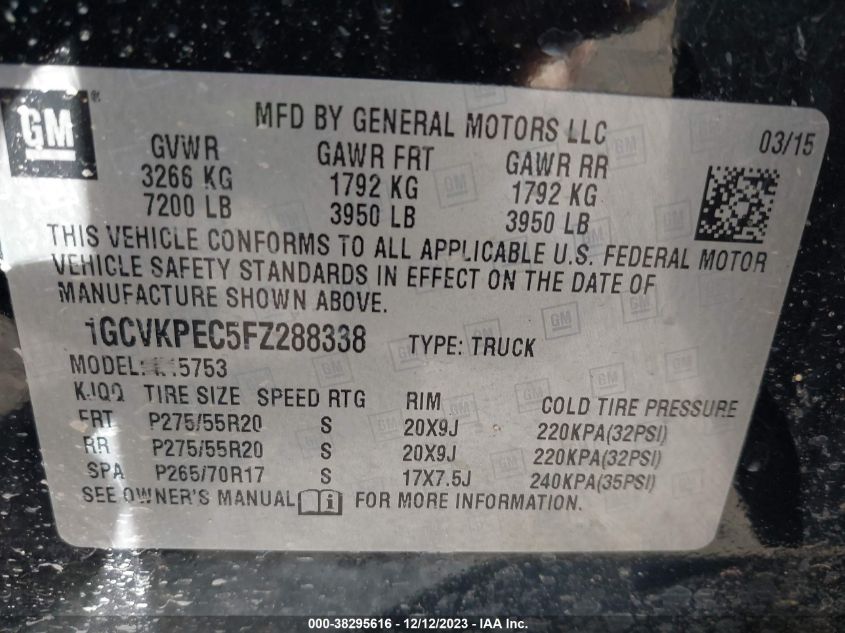 GM ®
MFD BY GENERAL MOTORS LLC
03/15
GVWR GAWR FRT GAWR RR
3266 KG 1792 KG 1792 KG
7200 LB 3950 LB 3950 LB
THIS VEHICLE CONFORMS TO ALL APPLICABLE U.S. FEDERAL MOTOR
VEHICLE SAFETY STANDARDS IN EFFECT ON THE DATE OF
MANUFACTURE SHOWN ABOVE.
1GCVKPEC5FZ288338 TYPE: TRUCK
MODEL: 5753
TIRE SIZE SPEED RTG RIM COLD TIRE PRESSURE
FRT P275/55R20 S 20X9J 220KPA(32PSI)
RR P275/55R20 S 20X9J 220KPA(32PSI)
SPA P265/70R17 S 17X7.5J 240KPA(35PSI)
SEE OWNER'S MANUAL FOR MORE INFORMATION.
000-38295616 - 12/12/2023 - IAAI Inc.